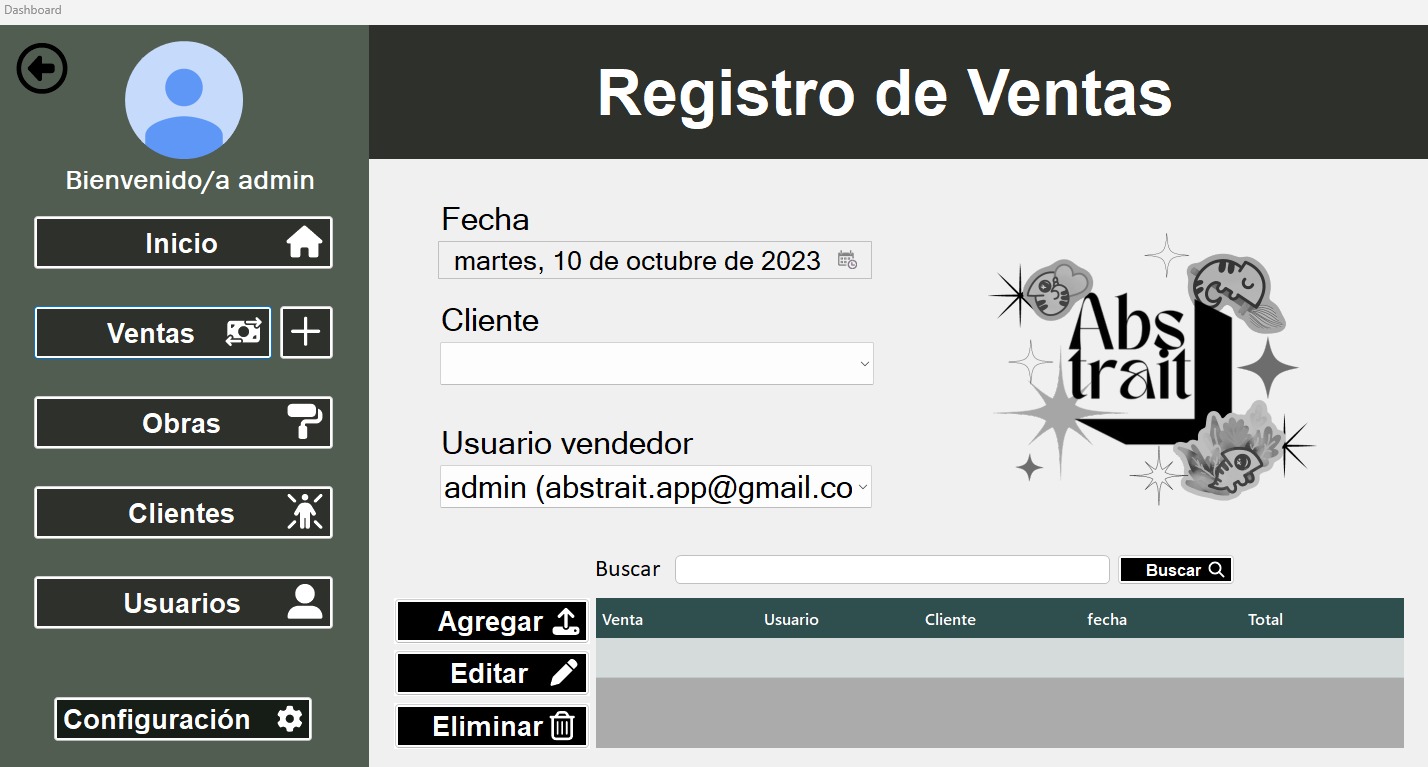 Dashboard
Registro de Ventas
Bienvenido/a admin
Inicio
Ventas
Obras
Clientes
Usuarios
Configuración
Fecha
martes, 10 de octubre de 2023
Cliente
Usuario vendedor
admin (abstrait.app@gmail.co
Abs
trait
Buscar Buscar
Agregar
Editar
Eliminar
Venta Usuario Cliente fecha Total